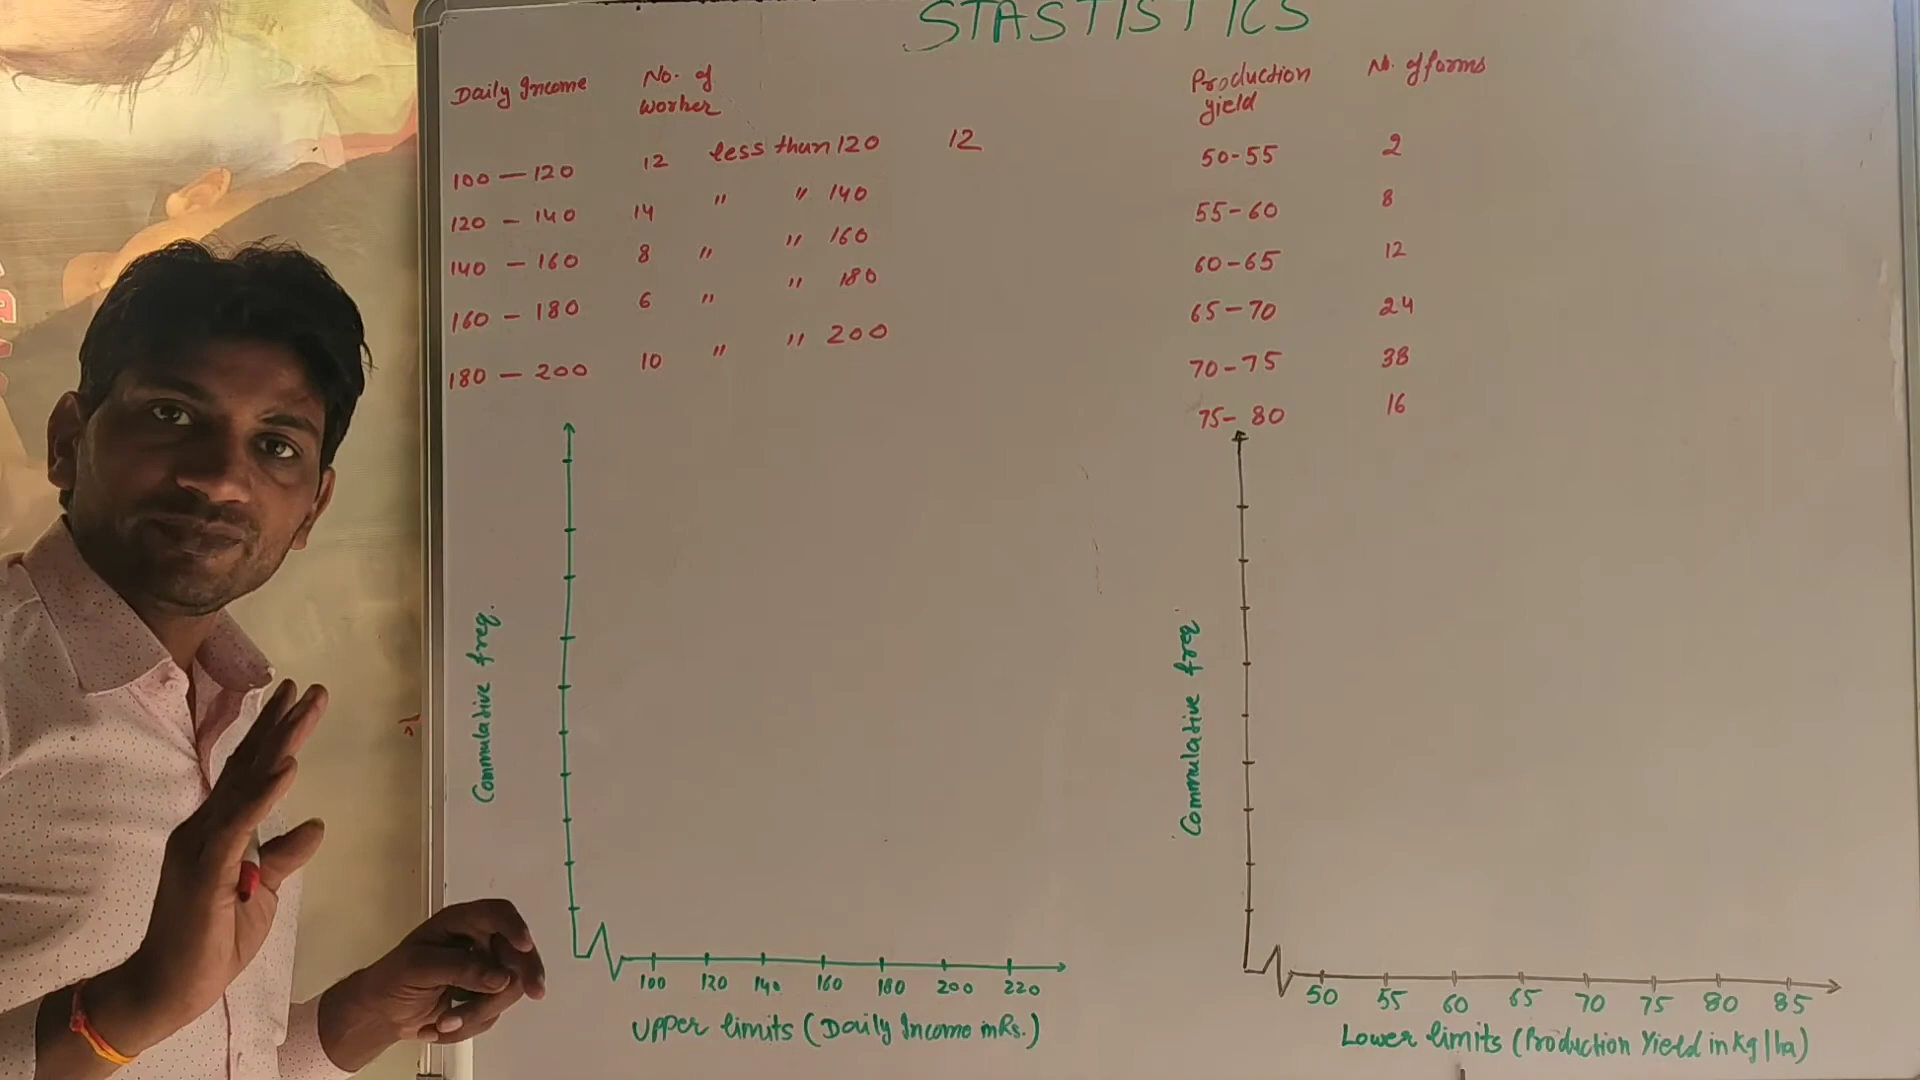 STASTISTICS
Daily Income No. of worker
100 — 120 12 less than 120 12
120 - 140 14 " " 140
140 - 160 8 " " 160
160 - 180 6 " " 180
180 — 200 10 " " 200
Commulative freq.
100 120 140 160 180 200 220
Upper limits (Daily Income in Rs.)
Production yield No. of forms
50-55 2
55-60 8
60-65 12
65-70 24
70-75 38
75-80 16
Commulative freq.
50 55 60 65 70 75 80 85
Lower limits (Production Yield in kg/ha)